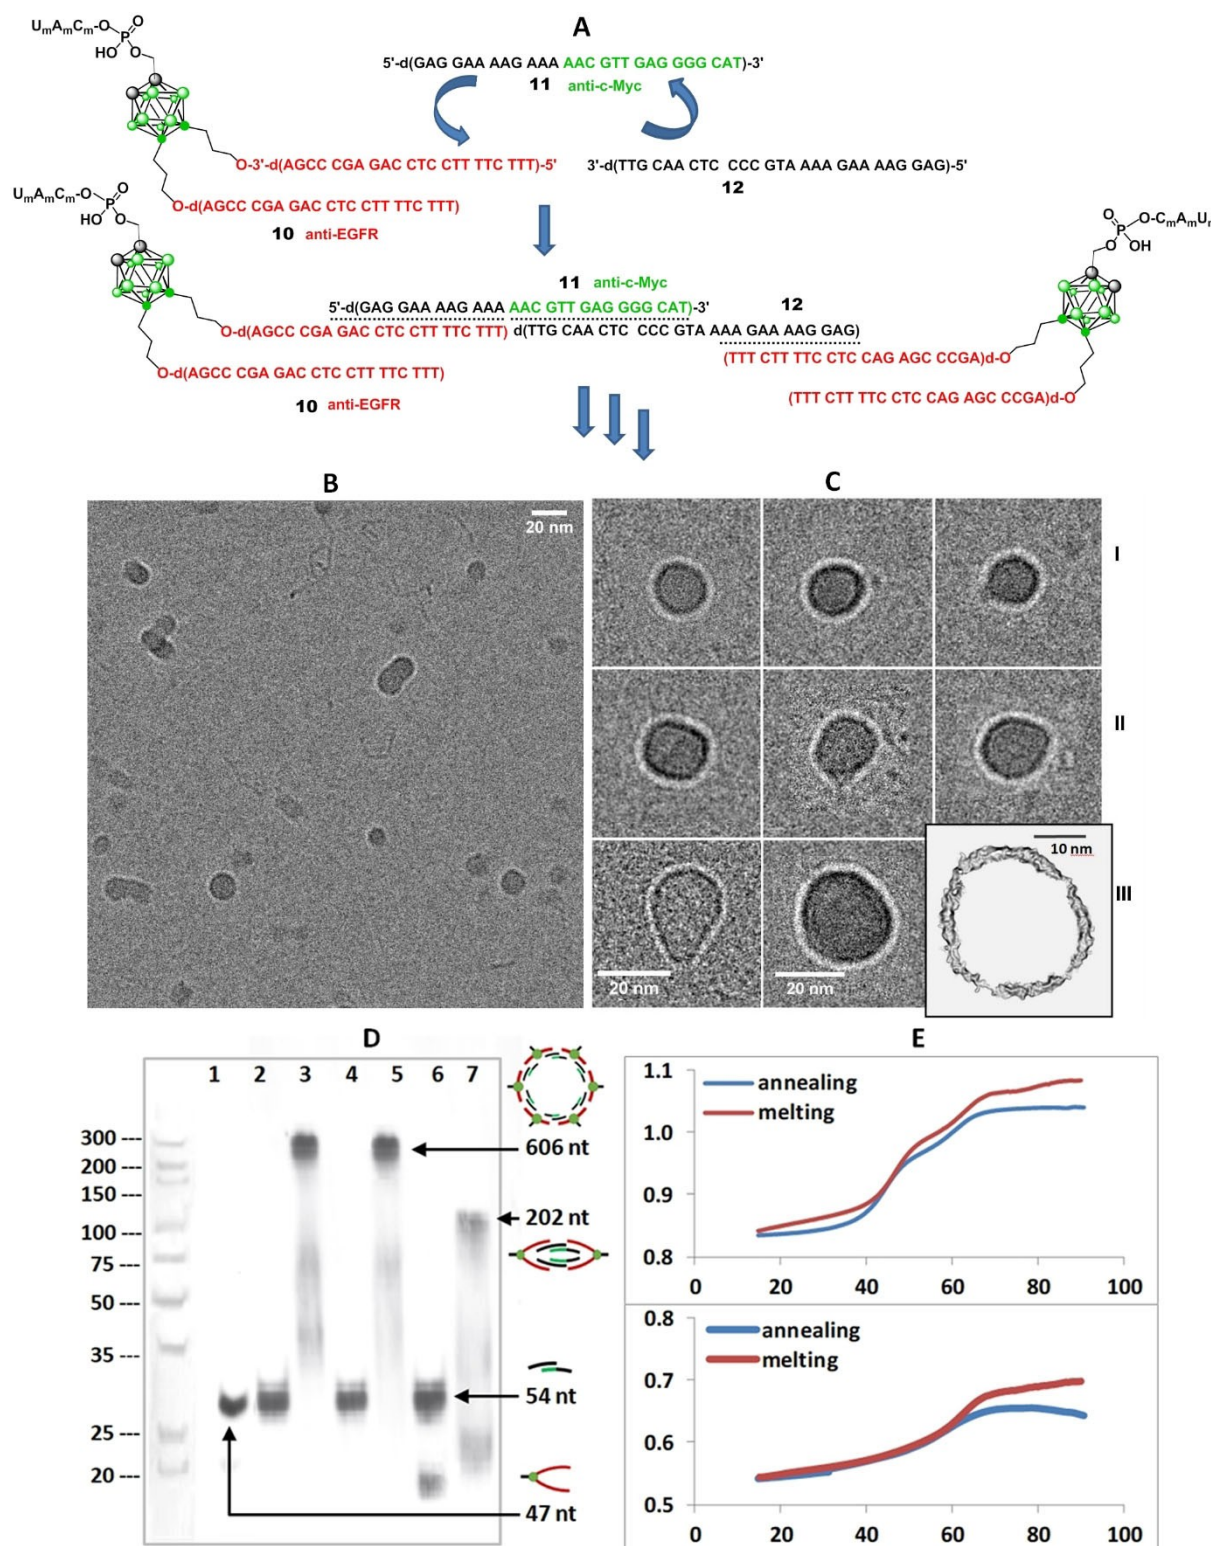 A
UmAmCm-O
O
P
HO
O
5'-d(GAG GAA AAG AAA AAC GTT GAG GGG CAT)-3'
11 anti-c-Myc
O-3'-d(AGCC CGA GAC CTC CTT TTC TTT)-5'
3'-d(TTG CAA CTC CCC GTA AAA GAA AAG GAG)-5'
12
O-d(AGCC CGA GAC CTC CTT TTC TTT)
10 anti-EGFR
UmAmCm-O
O
P
HO
O
O
P
O-CmAmU
O
OH
11 anti-c-Myc
5'-d(GAG GAA AAG AAA AAC GTT GAG GGG CAT)-3'
12
O-d(AGCC CGA GAC CTC CTT TTC TTT) d(TTG CAA CTC CCC GTA AAA GAA AAG GAG)
(TTT CTT TTC CTC CAG AGC CCGA)d-O
O-d(AGCC CGA GAC CTC CTT TTC TTT)
(TTT CTT TTC CTC CAG AGC CCGA)d-O
10 anti-EGFR
B
C
20 nm
I
II
III
10 nm
20 nm
20 nm
D
1 2 3 4 5 6 7
300 ---
200 ---
150 ---
100 ---
75 ---
50 ---
35 ---
25 ---
20 ---
606 nt
202 nt
54 nt
47 nt
E
1.1
1.0
0.9
0.8
annealing
melting
0 20 40 60 80 100
0.8
0.7
0.6
0.5
annealing
melting
0 20 40 60 80 100